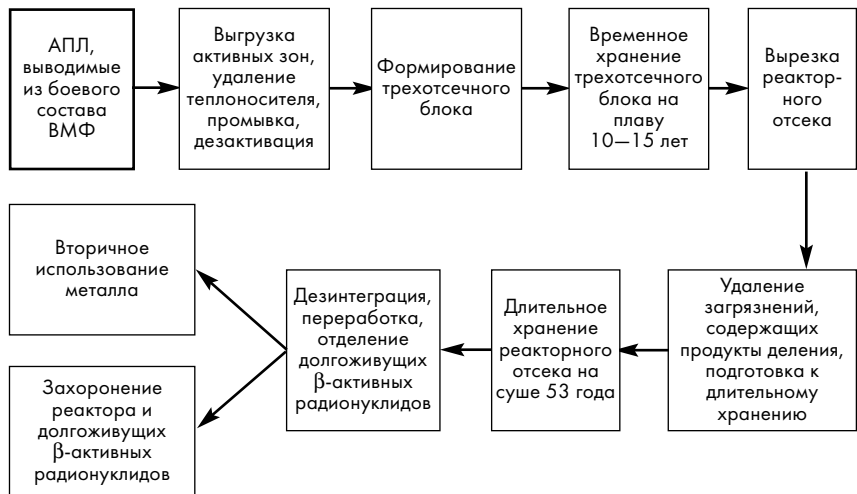 АПЛ,
выводимые
из боевого
состава
ВМФ
Выгрузка
активных зон,
удаление
теплоносителя,
промывка,
дезактивация
Формирование
трехотсечного
блока
Временное
хранение
трехотсечного
блока на
плаву
10—15 лет
Вырезка
реактор-
ного
отсека
Удаление
загрязнений,
содержащих
продукты деления,
подготовка к
длительному
хранению
Длительное
хранение
реакторного
отсека на
суше 53 года
Дезинтеграция,
переработка,
отделение
долгоживущих
β-активных
радионуклидов
Вторичное
использование
металла
Захоронение
реактора и
долгоживущих
β-активных
радионуклидов